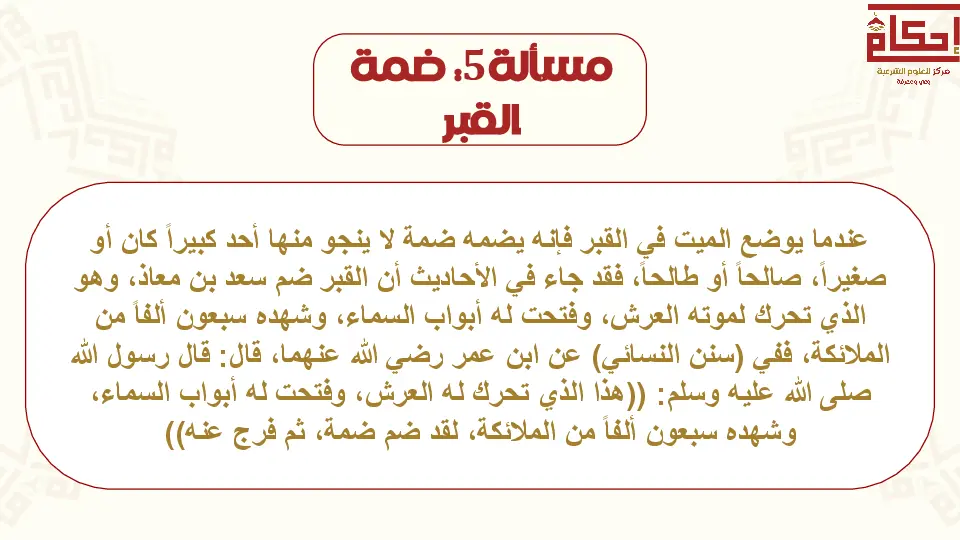 إحكام
مركز للعلوم الشرعية
وعي ومعرفة
مسألة5: ضمة
القبر
عندما يوضع الميت في القبر فإنه يضمه ضمة لا ينجو منها أحد كبيراً كان أو
صغيراً، صالحاً أو طالحاً، فقد جاء في الأحاديث أن القبر ضم سعد بن معاذ، وهو
الذي تحرك لموته العرش، وفتحت له أبواب السماء، وشهده سبعون ألفاً من
الملائكة، ففي (سنن النسائي) عن ابن عمر رضي الله عنهما، قال: قال رسول الله
صلى الله عليه وسلم: ((هذا الذي تحرك له العرش، وفتحت له أبواب السماء،
وشهده سبعون ألفاً من الملائكة، لقد ضم ضمة، ثم فرج عنه))